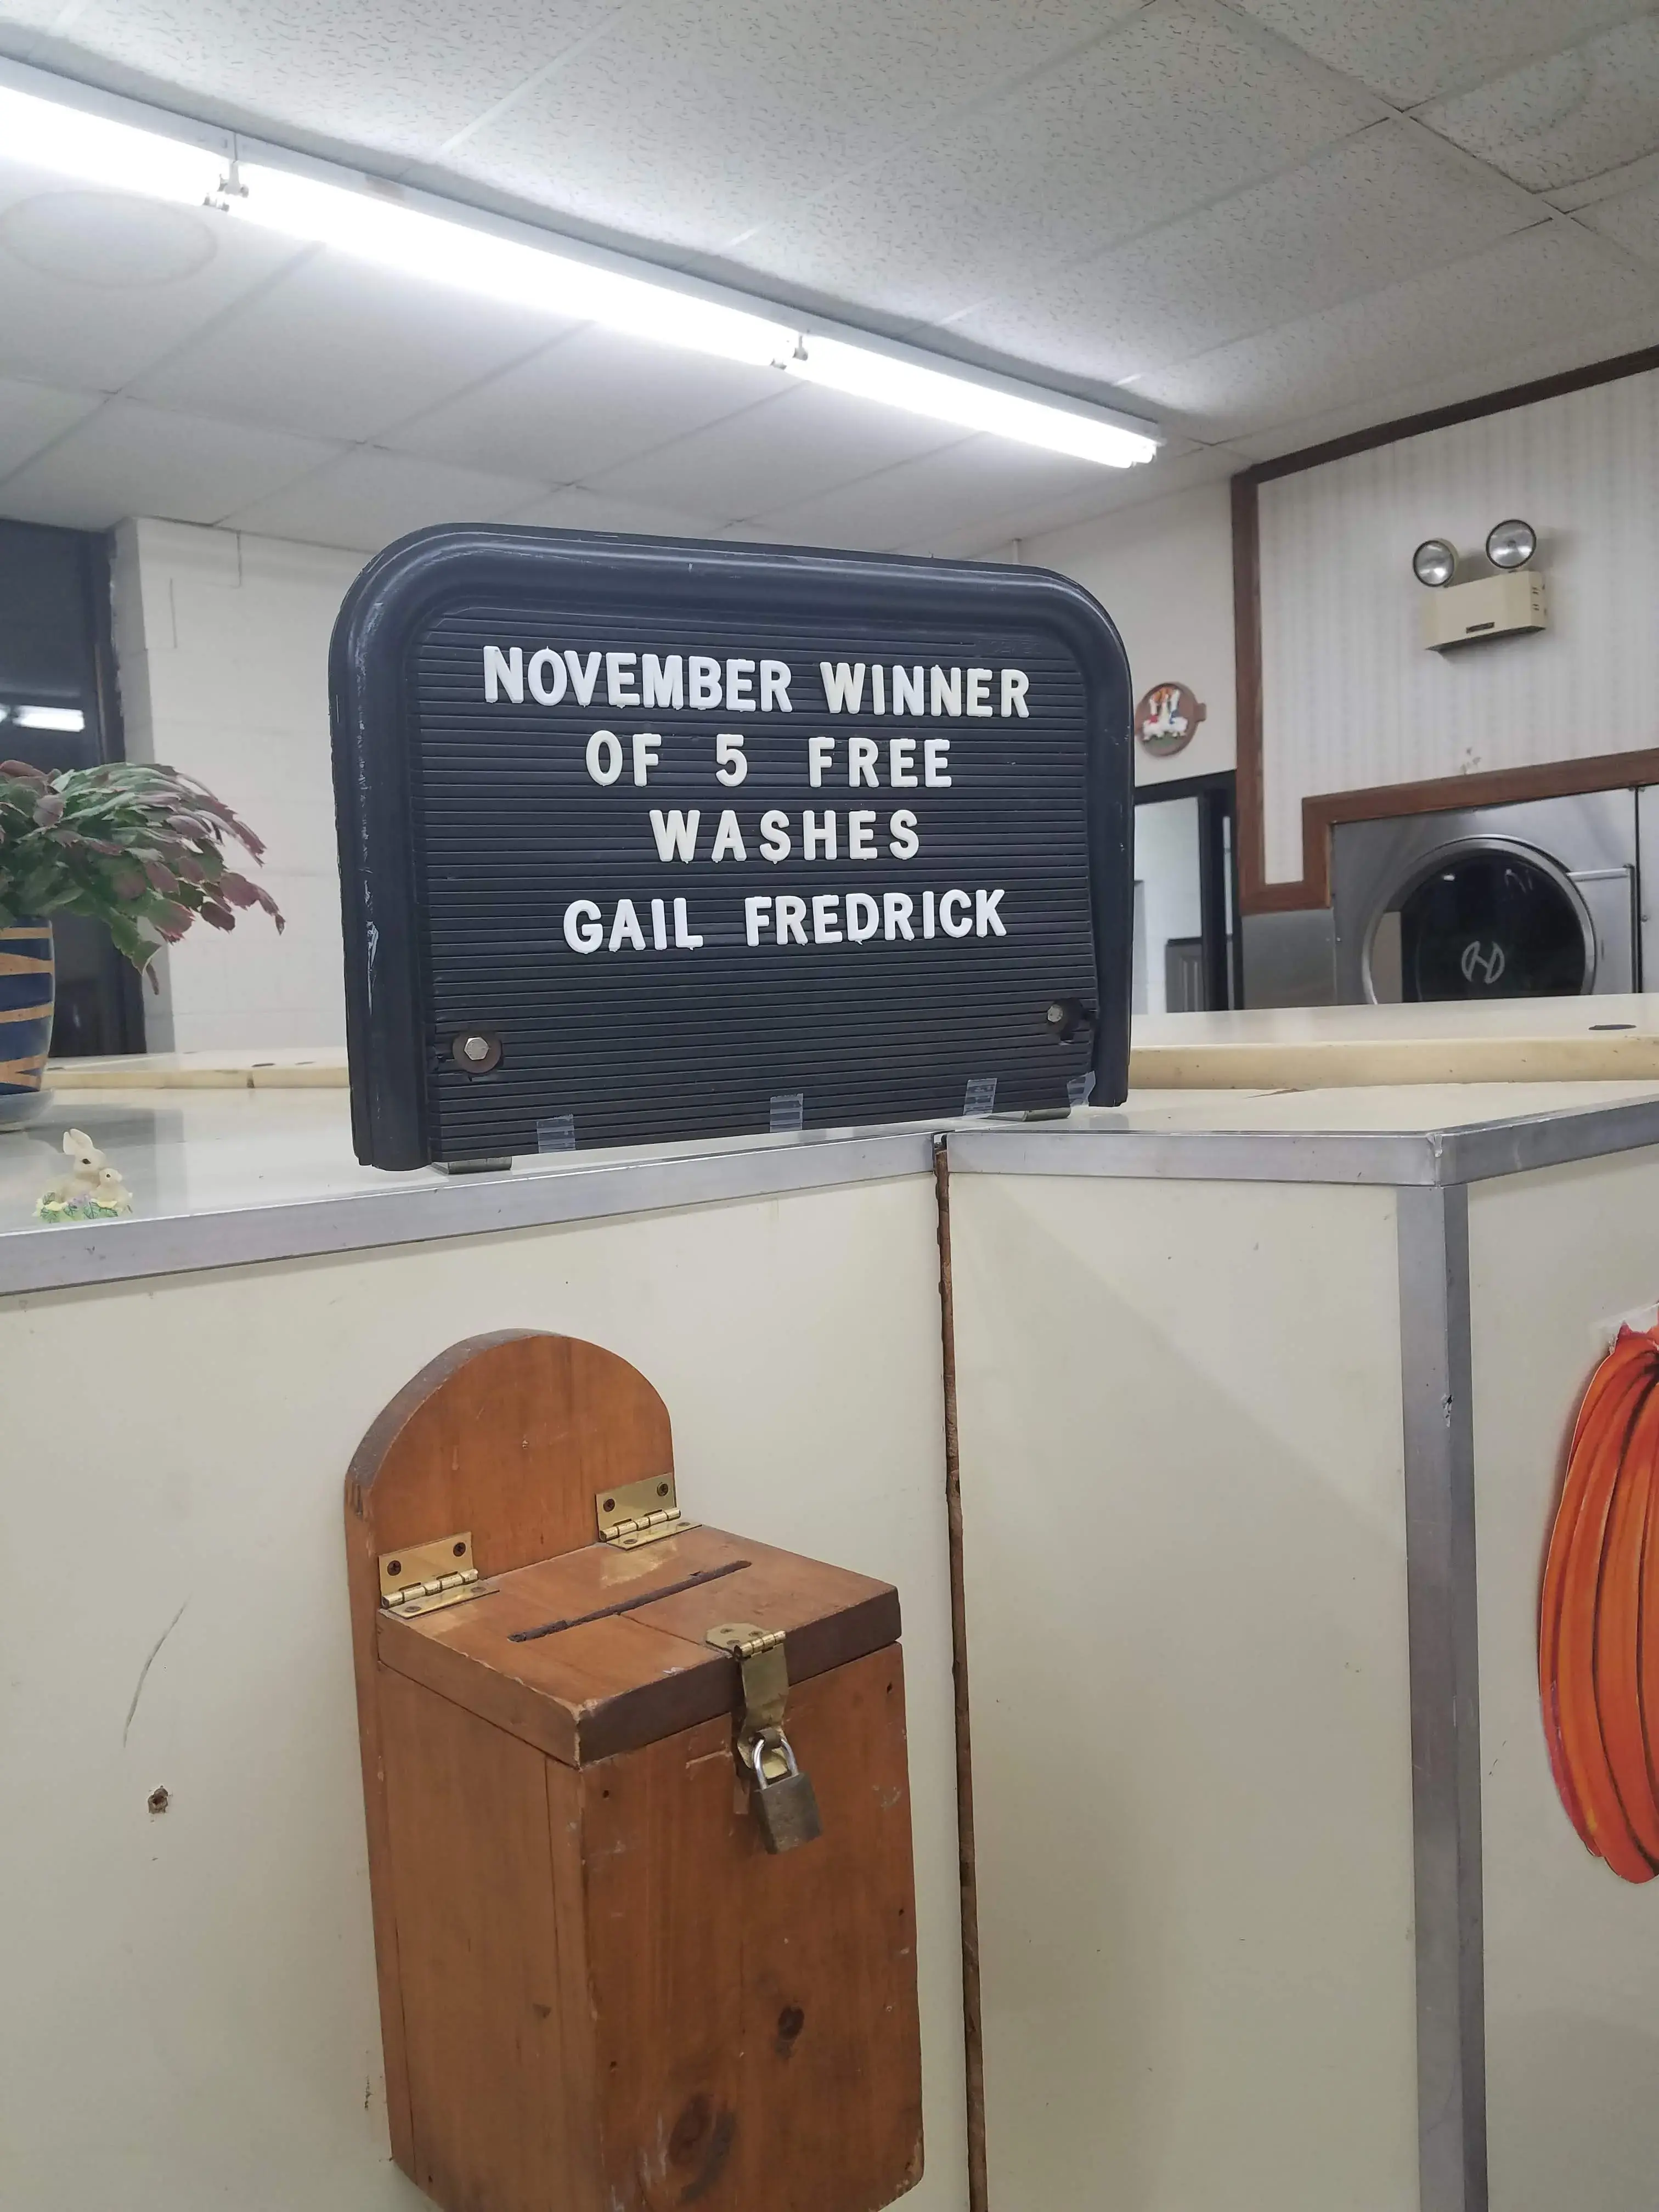 NOVEMBER WINNER
OF 5 FREE
WASHES
GAIL FREDRICK